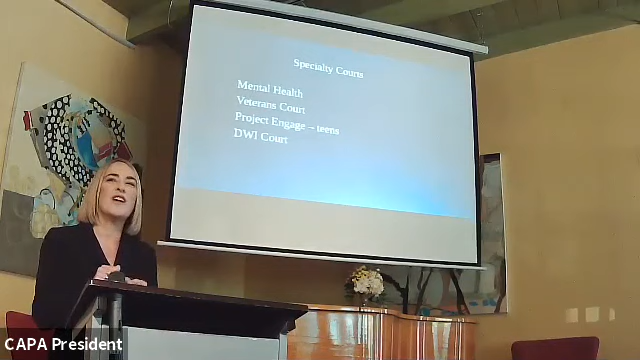 Specialty Courts
Mental Health
Veterans Court
Project Engage – teens
DWI Court
CAPA President